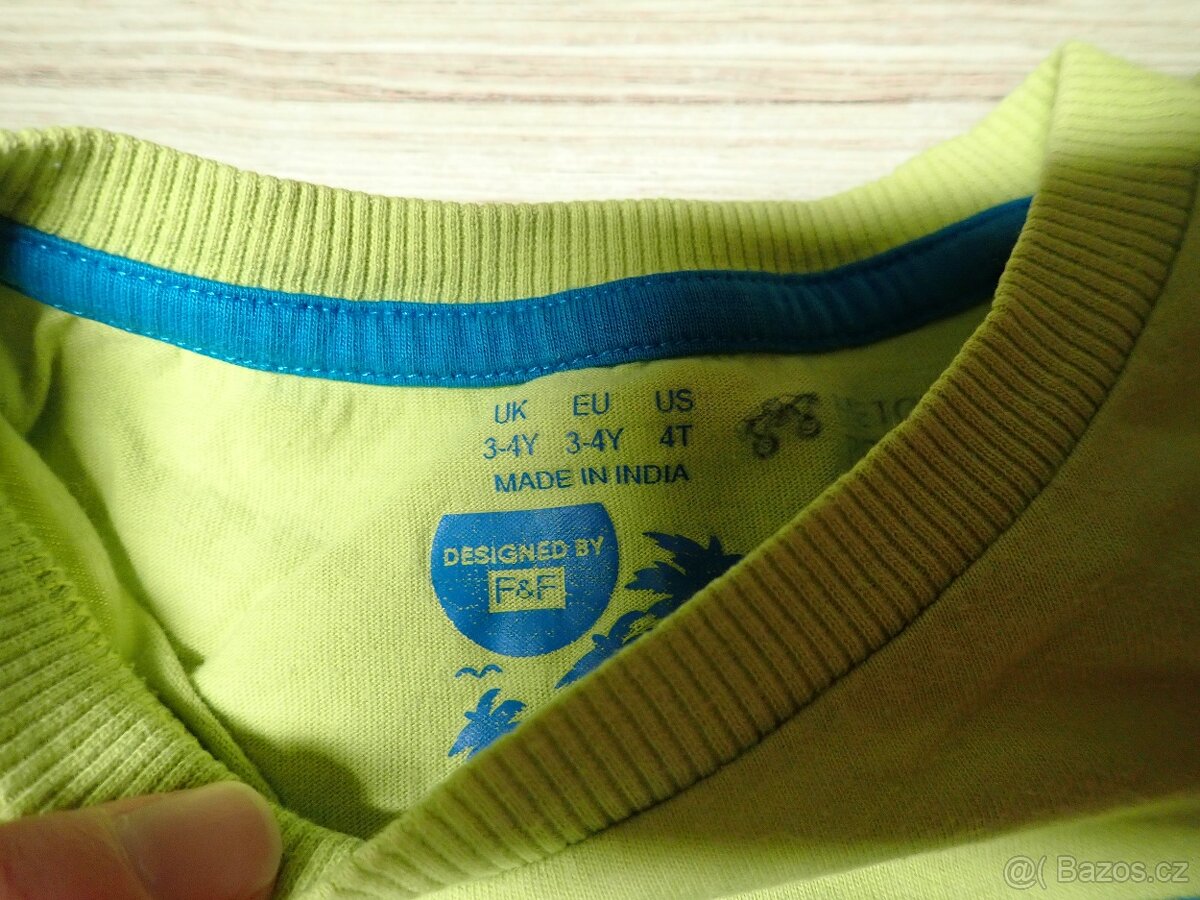 UK EU US
3-4Y 3-4Y 4T
MADE IN INDIA
DESIGNED BY
F&F
@( Bazos.cz